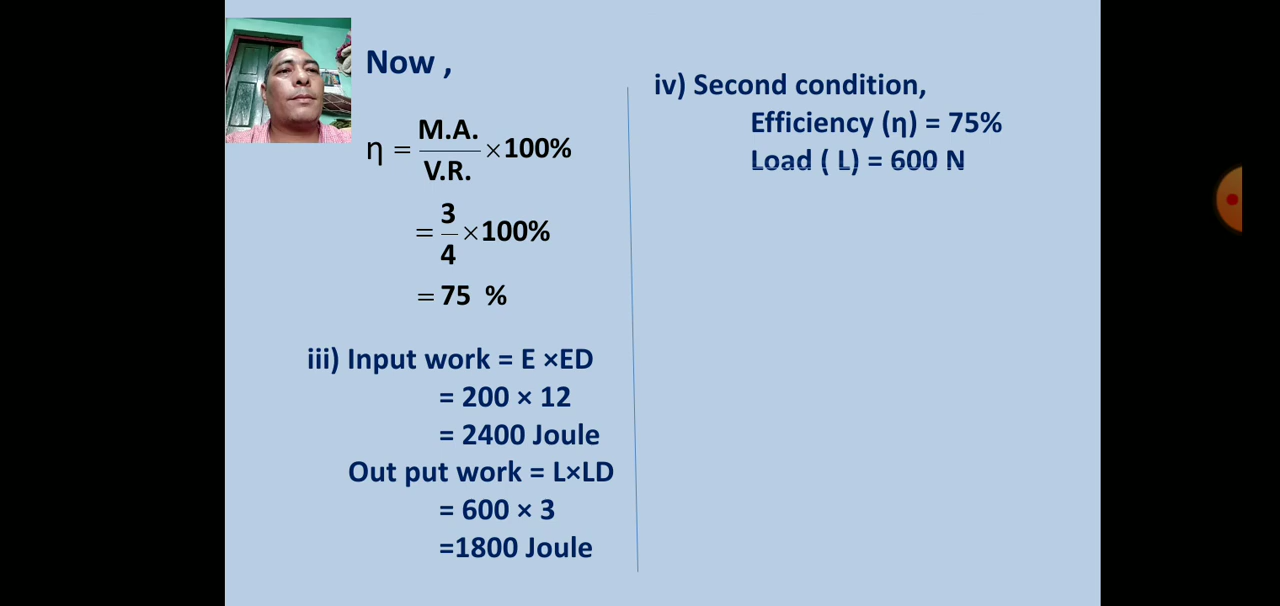 Now ,
η = M.A. / V.R. ×100%
= 3 / 4 ×100%
= 75 %
iii) Input work = E ×ED
= 200 × 12
= 2400 Joule
Out put work = L×LD
= 600 × 3
=1800 Joule
iv) Second condition,
Efficiency (η) = 75%
Load ( L) = 600 N